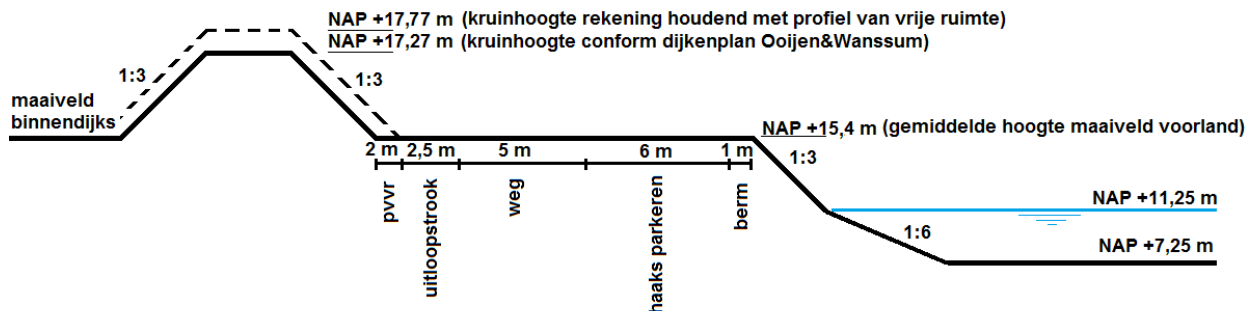 NAP +17,77 m (kruinhoogte rekening houdend met profiel van vrije ruimte)
NAP +17,27 m (kruinhoogte conform dijkenplan Ooijen&Wanssum)
1:3
1:3
maaiveld
binnendijks
NAP +15,4 m (gemiddelde hoogte maaiveld voorland)
2 m
2,5 m
5 m
6 m
1 m
1:3
pvvr
uitloopstrook
weg
haaks parkeren
berm
NAP +11,25 m
1:6
NAP +7,25 m